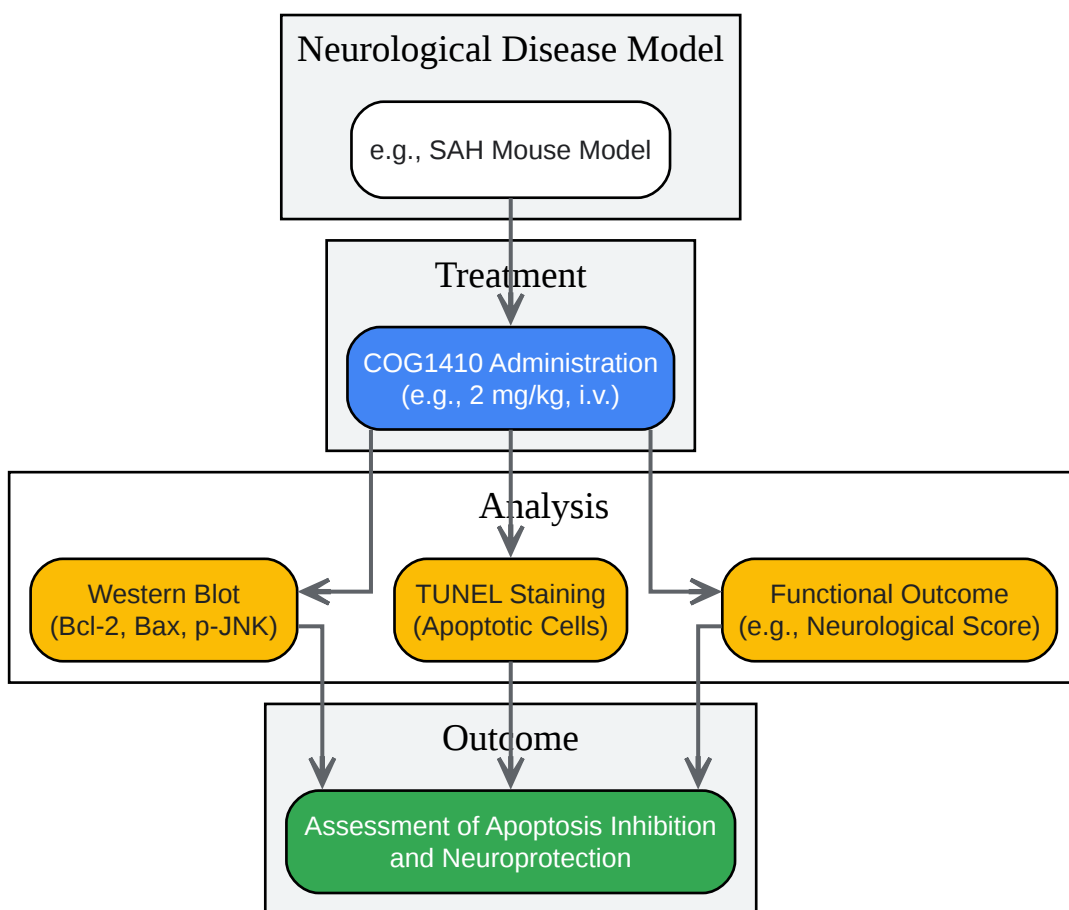 Neurological Disease Model
e.g., SAH Mouse Model
Treatment
COG1410 Administration
(e.g., 2 mg/kg, i.v.)
Analysis
Western Blot
(Bcl-2, Bax, p-JNK)
TUNEL Staining
(Apoptotic Cells)
Functional Outcome
(e.g., Neurological Score)
Outcome
Assessment of Apoptosis Inhibition
and Neuroprotection